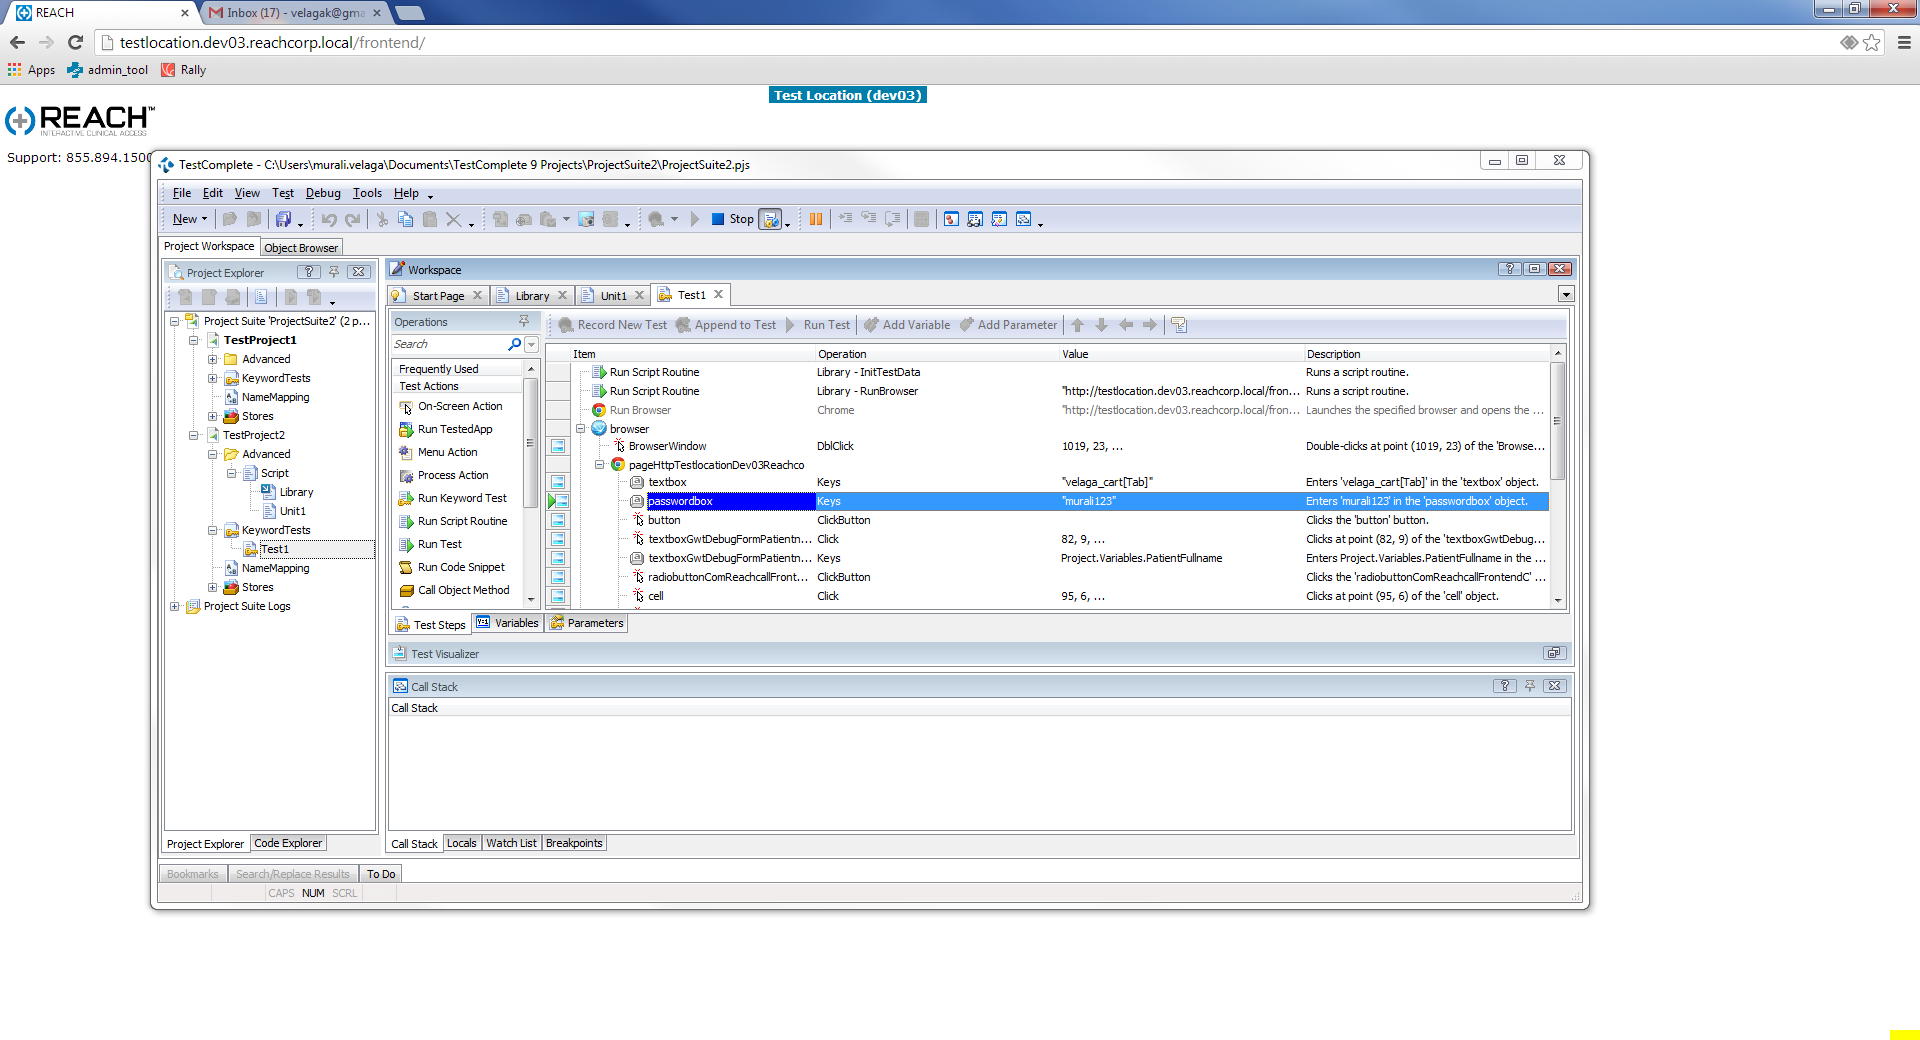 REACH
Inbox (17) - velagak@gma
testlocation.dev03.reachcorp.local/frontend/
Apps admin_tool Rally
Test Location (dev03)
REACH™
INTERACTIVE CLINICAL ACCESS
Support: 855.894.1500
TestComplete - C:\Users\murali.velaga\Documents\TestComplete 9 Projects\ProjectSuite2\ProjectSuite2.pjs
File Edit View Test Debug Tools Help
New Stop
Project Workspace Object Browser
Project Explorer
Project Suite 'ProjectSuite2' (2 p...
TestProject1
Advanced
KeywordTests
NameMapping
Stores
TestProject2
Advanced
Script
Library
Unit1
KeywordTests
Test1
NameMapping
Stores
Project Suite Logs
Project Explorer Code Explorer
Workspace
Start Page Library Unit1 Test1
Operations
Search
Frequently Used
Test Actions
On-Screen Action
Run TestedApp
Menu Action
Process Action
Run Keyword Test
Run Script Routine
Run Test
Run Code Snippet
Call Object Method
Record New Test Append to Test Run Test Add Variable Add Parameter
Item Operation Value Description
Run Script Routine Library - InitTestData Runs a script routine.
Run Script Routine Library - RunBrowser "http://testlocation.dev03.reachcorp.local/fron... Runs a script routine.
Run Browser Chrome "http://testlocation.dev03.reachcorp.local/fron... Launches the specified browser and opens the ...
browser
BrowserWindow DblClick 1019, 23, ... Double-clicks at point (1019, 23) of the 'Browse...
pageHttpTestlocationDev03Reachco
textbox Keys "velaga_cart[Tab]" Enters 'velaga_cart[Tab]' in the 'textbox' object.
passwordbox Keys "murali123" Enters 'murali123' in the 'passwordbox' object.
button ClickButton Clicks the 'button' button.
textboxGwtDebugFormPatientn... Click 82, 9, ... Clicks at point (82, 9) of the 'textboxGwtDebug...
textboxGwtDebugFormPatientn... Keys Project.Variables.PatientFullname Enters Project.Variables.PatientFullname in the ...
radiobuttonComReachcallFront... ClickButton Clicks the 'radiobuttonComReachcallFrontendC' ...
cell Click 95, 6, ... Clicks at point (95, 6) of the 'cell' object.
Test Steps Variables Parameters
Test Visualizer
Call Stack
Call Stack
Call Stack Locals Watch List Breakpoints
Bookmarks Search/Replace Results To Do
CAPS NUM SCRL